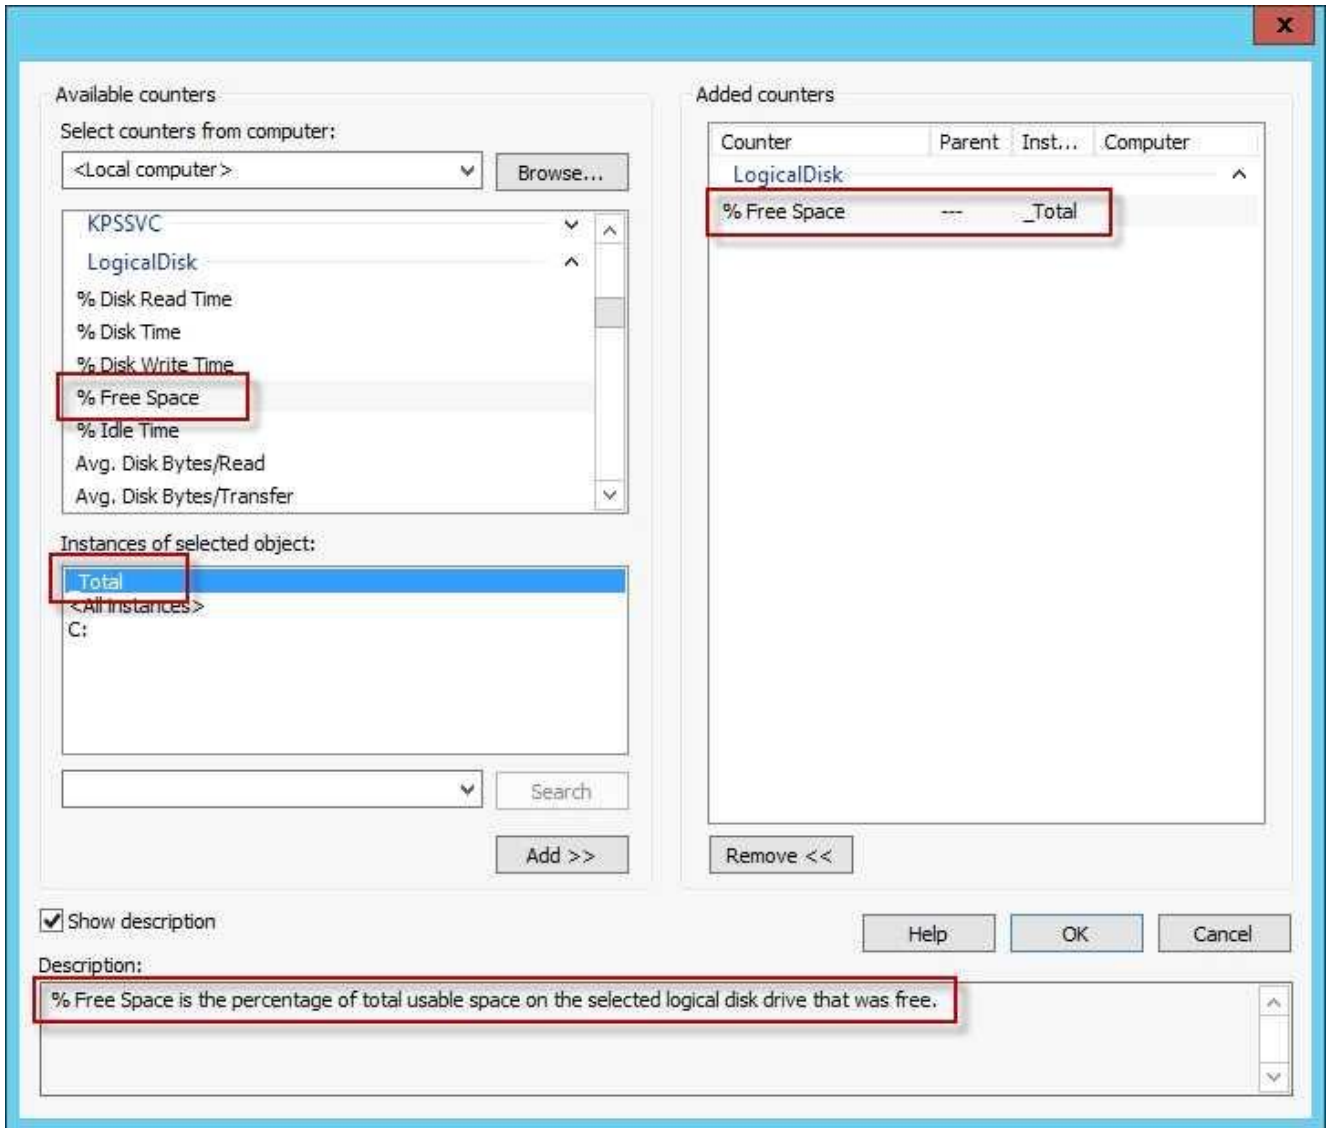 X
Available counters
Select counters from computer:
<Local computer>
Browse...
KPSSVC
LogicalDisk
% Disk Read Time
% Disk Time
% Disk Write Time
% Free Space
% Idle Time
Avg. Disk Bytes/Read
Avg. Disk Bytes/Transfer
Instances of selected object:
_Total
<All instances>
C:
Search
Add >>
Added counters
Counter Parent Inst... Computer
LogicalDisk
% Free Space --- _Total
Remove <<
Show description
Help OK Cancel
Description:
% Free Space is the percentage of total usable space on the selected logical disk drive that was free.